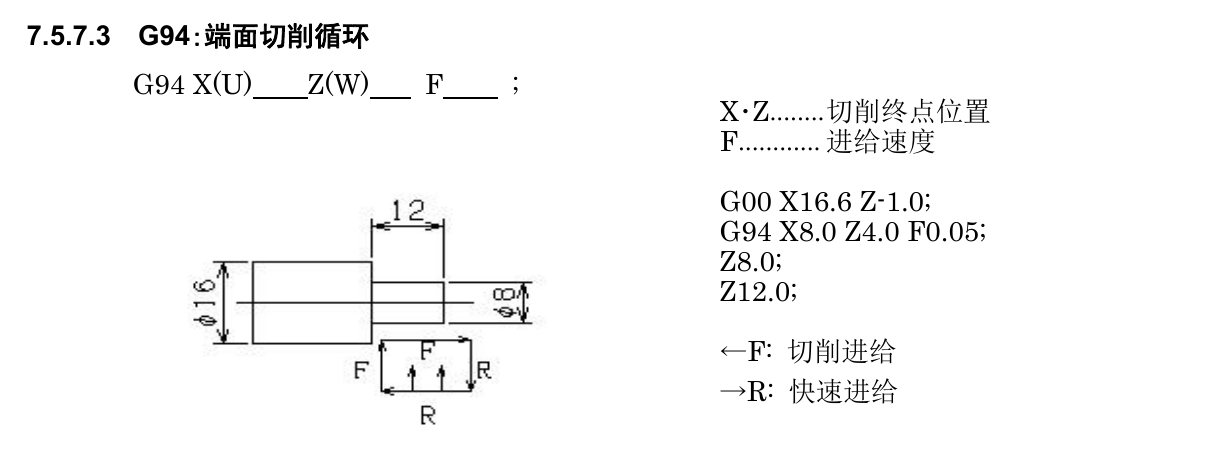 7.5.7.3 G94:端面切削循环
G94 X(U)____Z(W)___ F____ ;
X·Z........切削终点位置
F............ 进给速度
G00 X16.6 Z-1.0;
G94 X8.0 Z4.0 F0.05;
Z8.0;
Z12.0;
←F: 切削进给
→R: 快速进给
12
ϕ16
ϕ8
F
F
R
R